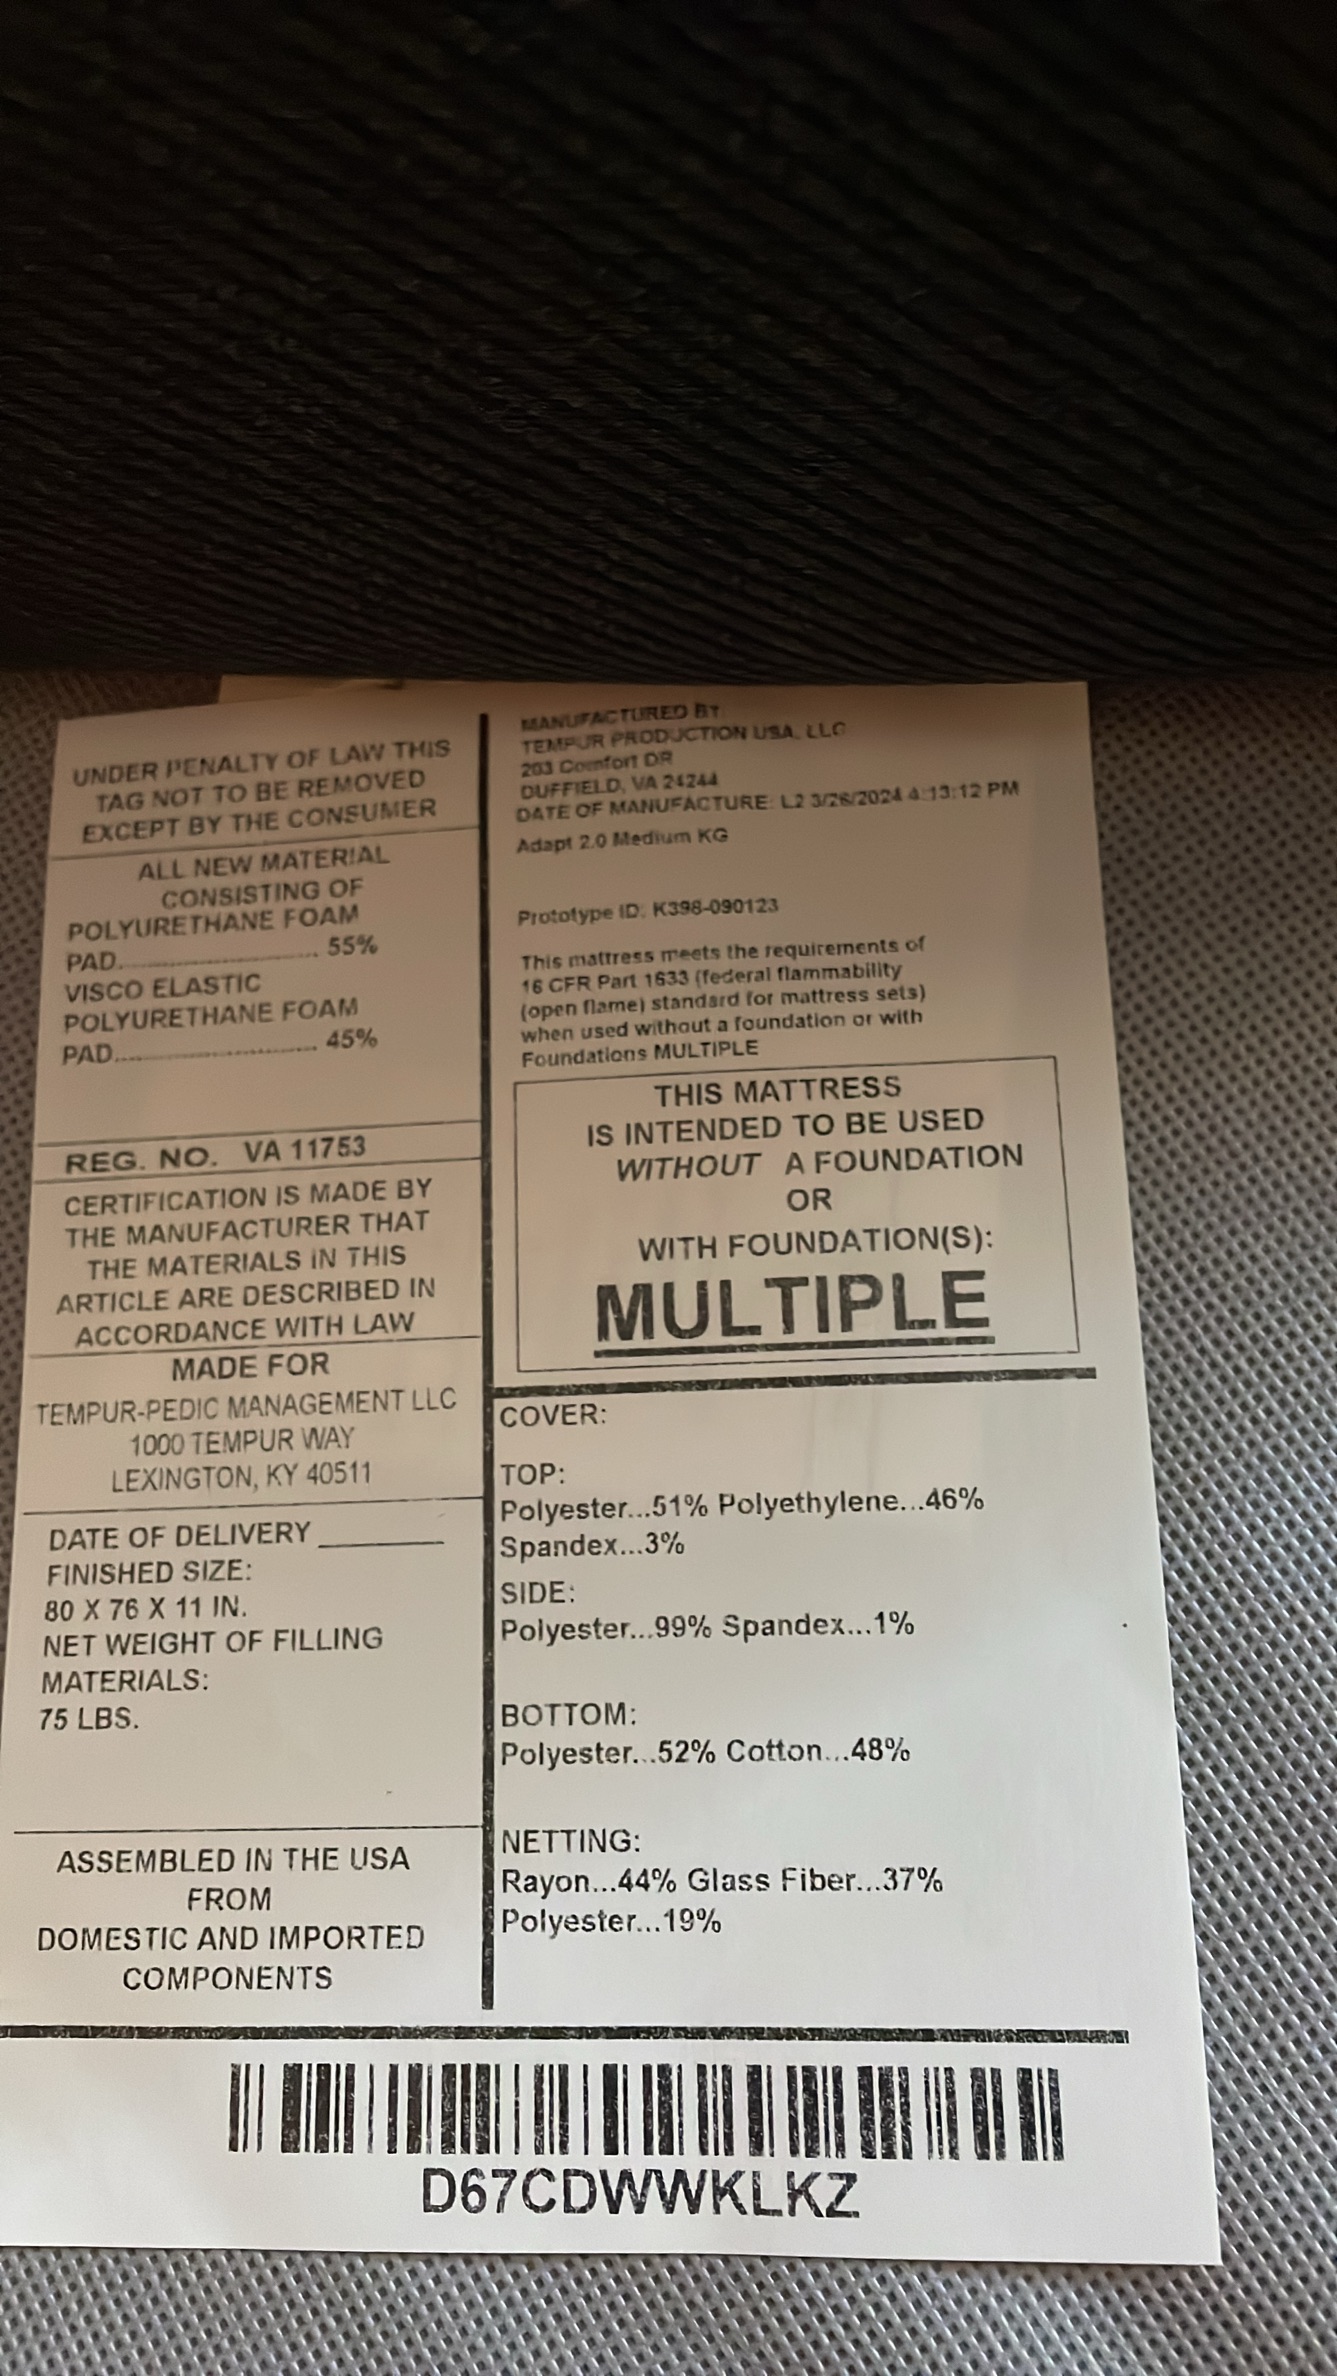 UNDER PENALTY OF LAW THIS
TAG NOT TO BE REMOVED
EXCEPT BY THE CONSUMER
ALL NEW MATERIAL
CONSISTING OF
POLYURETHANE FOAM
PAD.............................. 55%
VISCO ELASTIC
POLYURETHANE FOAM
PAD.............................. 45%
REG. NO. VA 11753
CERTIFICATION IS MADE BY
THE MANUFACTURER THAT
THE MATERIALS IN THIS
ARTICLE ARE DESCRIBED IN
ACCORDANCE WITH LAW
MADE FOR
TEMPUR-PEDIC MANAGEMENT LLC
1000 TEMPUR WAY
LEXINGTON, KY 40511
DATE OF DELIVERY ________
FINISHED SIZE:
80 X 76 X 11 IN.
NET WEIGHT OF FILLING
MATERIALS:
75 LBS.
ASSEMBLED IN THE USA
FROM
DOMESTIC AND IMPORTED
COMPONENTS
MANUFACTURED BY:
TEMPUR PRODUCTION USA, LLC
203 Comfort DR
DUFFIELD, VA 24244
DATE OF MANUFACTURE: L2 3/26/2024 4:13:12 PM
Adapt 2.0 Medium KG
Prototype ID: K398-090123
This mattress meets the requirements of
16 CFR Part 1633 (federal flammability
(open flame) standard for mattress sets)
when used without a foundation or with
Foundations MULTIPLE
THIS MATTRESS
IS INTENDED TO BE USED
WITHOUT A FOUNDATION
OR
WITH FOUNDATION(S):
MULTIPLE
COVER:
TOP:
Polyester...51% Polyethylene...46%
Spandex...3%
SIDE:
Polyester...99% Spandex...1%
BOTTOM:
Polyester...52% Cotton...48%
NETTING:
Rayon...44% Glass Fiber...37%
Polyester...19%
D67CDWWKLKZ